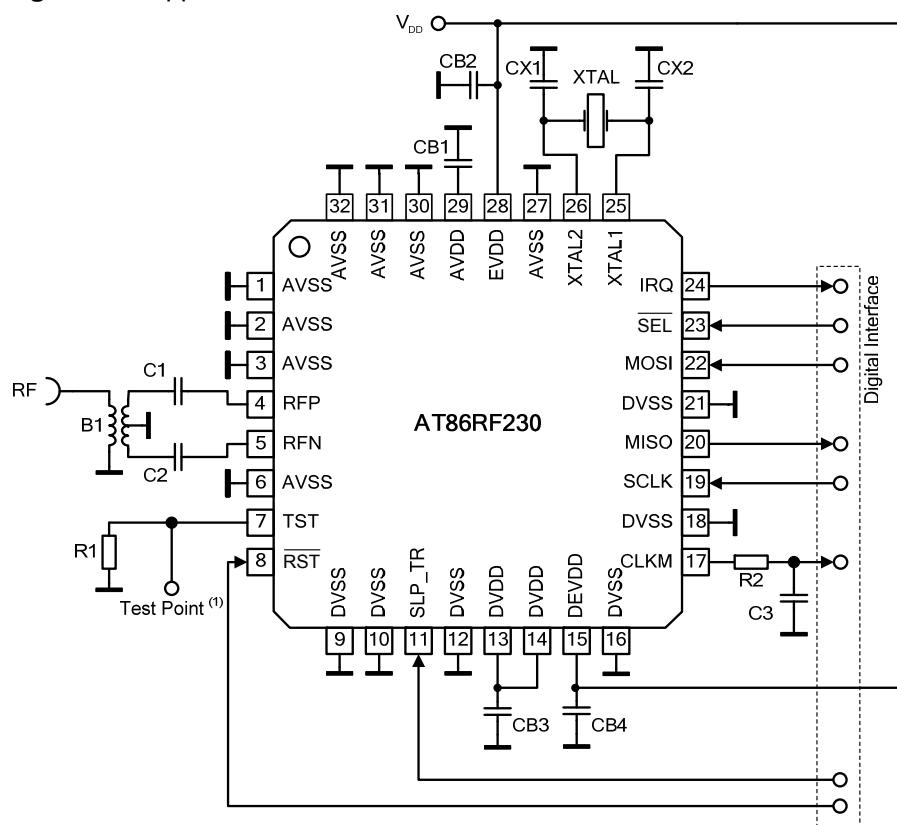 V_DD
CB2
CX1
XTAL
CX2
CB1
32
31
30
29
28
27
26
25
AVSS
AVSS
AVSS
AVDD
EVDD
AVSS
XTAL2
XTAL1
1 AVSS
2 AVSS
3 AVSS
4 RFP
5 RFN
6 AVSS
7 TST
8 RST
RF
B1
C1
C2
R1
Test Point (1)
AT86RF230
IRQ 24
SEL 23
MOSI 22
DVSS 21
MISO 20
SCLK 19
DVSS 18
CLKM 17
R2
C3
Digital Interface
DVSS
DVSS
SLP_TR
DVSS
DVDD
DVDD
DEVDD
DVSS
9
10
11
12
13
14
15
16
CB3
CB4